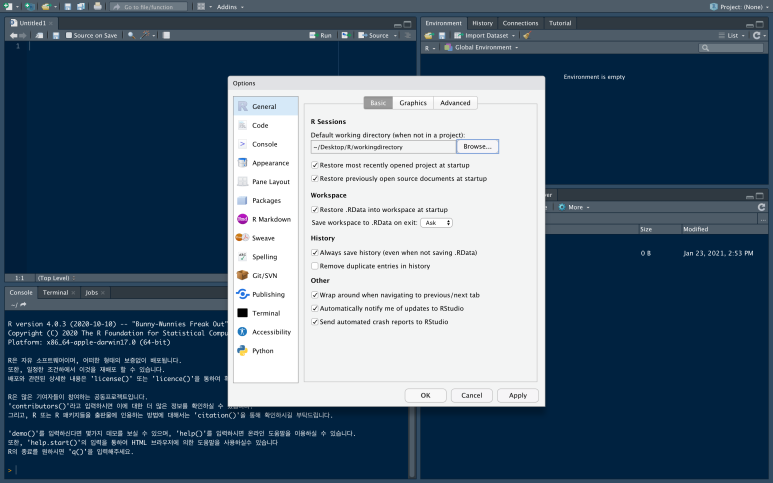 Go to file/function
Addins
Project: (None)
Untitled1
Source on Save
Run
Source
1
1:1
(Top Level)
Environment
History
Connections
Tutorial
Import Dataset
List
R
Global Environment
Environment is empty
More
Size
Modified
0 B
Jan 23, 2021, 2:53 PM
Options
General
Code
Console
Appearance
Pane Layout
Packages
R Markdown
Sweave
Spelling
Git/SVN
Publishing
Terminal
Accessibility
Python
Basic
Graphics
Advanced
R Sessions
Default working directory (when not in a project):
~/Desktop/R/workingdirectory
Browse...
Restore most recently opened project at startup
Restore previously open source documents at startup
Workspace
Restore .RData into workspace at startup
Save workspace to .RData on exit: Ask
History
Always save history (even when not saving .RData)
Remove duplicate entries in history
Other
Wrap around when navigating to previous/next tab
Automatically notify me of updates to RStudio
Send automated crash reports to RStudio
OK
Cancel
Apply
Console
Terminal
Jobs
~/
R version 4.0.3 (2020-10-10) -- "Bunny-Wunnies Freak Out"
Copyright (C) 2020 The R Foundation for Statistical Compu
Platform: x86_64-apple-darwin17.0 (64-bit)
R은 자유 소프트웨어이며, 어떠한 형태의 보증없이 배포됩니다.
또한, 일정한 조건하에서 이것을 재배포 할 수 있습니다.
배포와 관련된 상세한 내용은 'license()' 또는 'licence()'을 통하여
R은 많은 기여자들이 참여하는 공동프로젝트입니다.
'contributors()'라고 입력하시면 이에 대한 더 많은 정보를 확인하실 수
그리고, R 또는 R 패키지들을 출판물에 인용하는 방법에 대해서는 'citation()'을 통해 확인하시길 부탁드립니다.
'demo()'를 입력하신다면 몇가지 데모를 보실 수 있으며, 'help()'를 입력하시면 온라인 도움말을 이용하실 수 있습니다.
또한, 'help.start()'의 입력을 통하여 HTML 브라우저에 의한 도움말을 사용하실수 있습니다
R의 종료를 원하시면 'q()'을 입력해주세요.
>